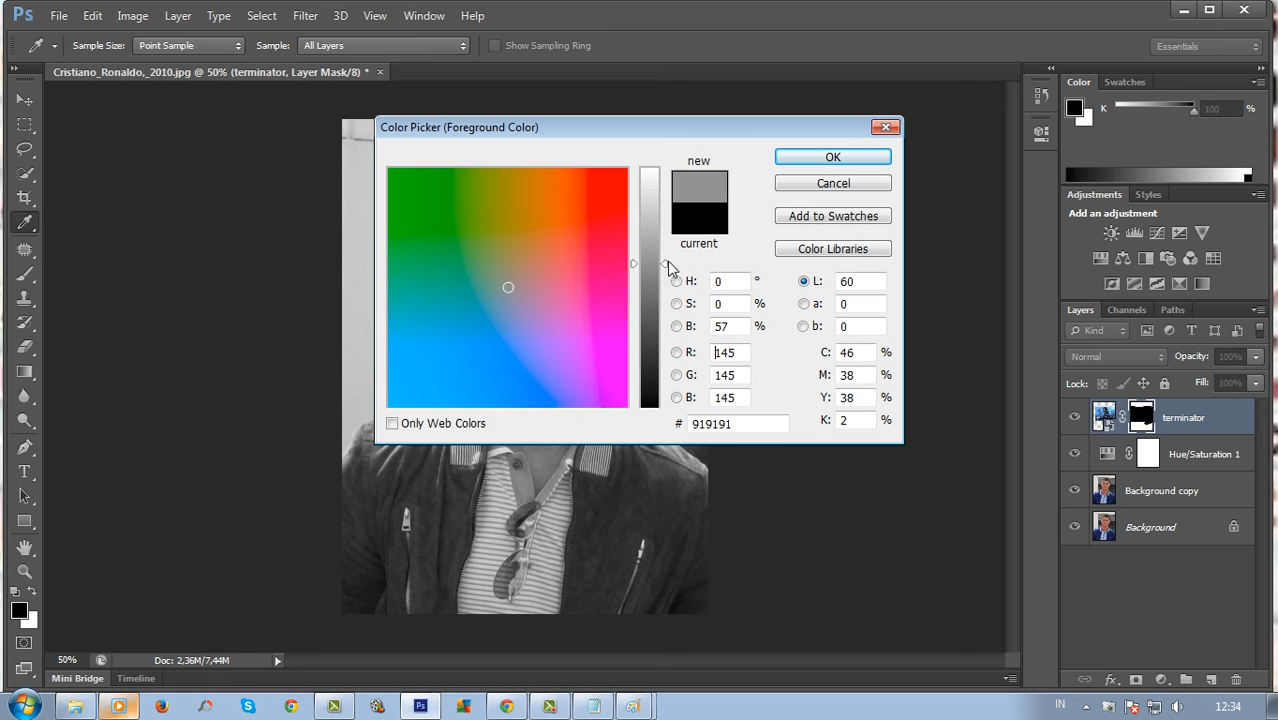 Ps File Edit Image Layer Type Select Filter 3D View Window Help
Sample Size: Point Sample Sample: All Layers Show Sampling Ring Essentials
Cristiano_Ronaldo,_2010.jpg @ 50% (terminator, Layer Mask/8) * ×
Color Swatches
K 100 %
Color Picker (Foreground Color)
new
OK
Cancel
Add to Swatches
current
Color Libraries
H: 0 ° L: 60
S: 0 % a: 0
B: 57 % b: 0
R: 145 C: 46 %
G: 145 M: 38 %
B: 145 Y: 38 %
Only Web Colors # 919191 K: 2 %
Adjustments Styles
Add an adjustment
Layers Channels Paths
Kind
Normal Opacity: 100%
Lock: Fill: 100%
terminator
Hue/Saturation 1
Background copy
Background
50% Doc: 2,36M/7,44M
Mini Bridge Timeline
IN 12:34